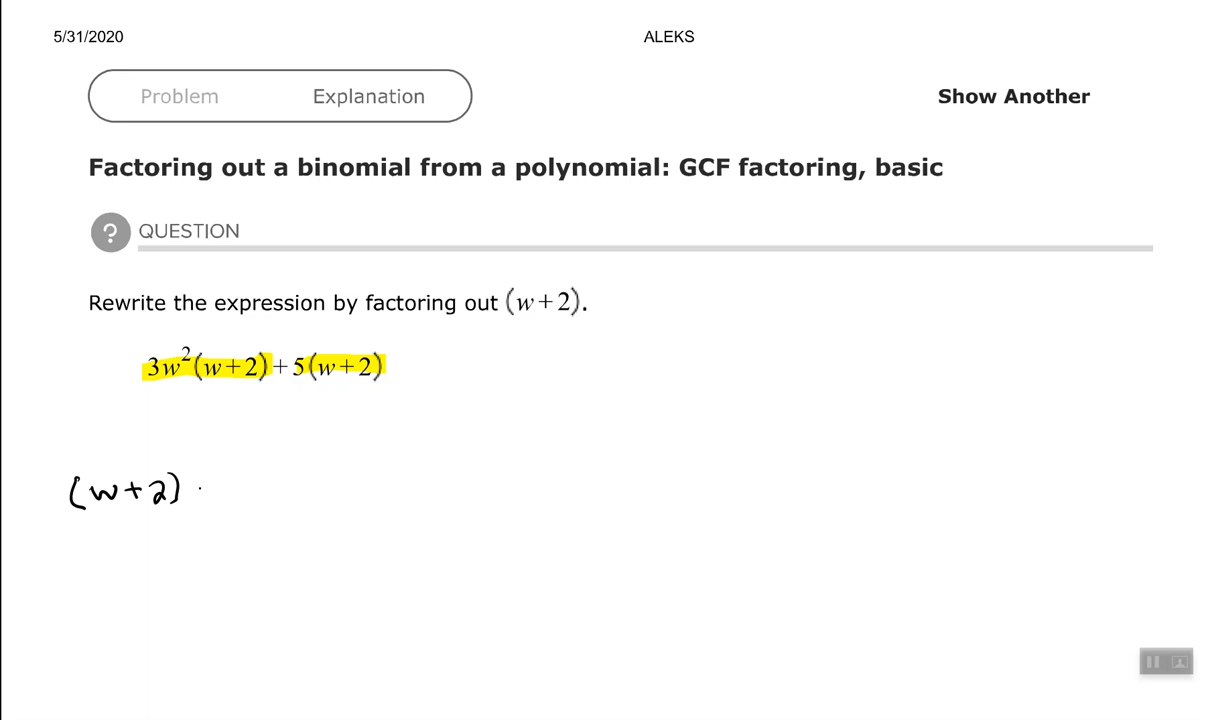 5/31/2020 ALEKS
Problem Explanation Show Another
Factoring out a binomial from a polynomial: GCF factoring, basic
? QUESTION
Rewrite the expression by factoring out (w+2).
3w²(w+2)+5(w+2)
(w+2) ·